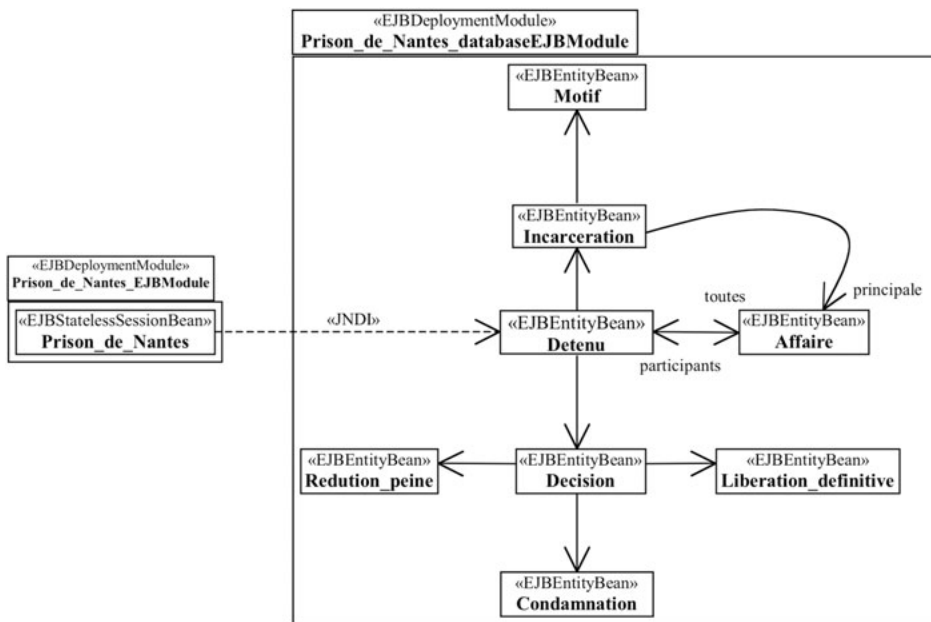 «EJBDeploymentModule»
Prison_de_Nantes_databaseEJBModule
«EJBEntityBean»
Motif
«EJBEntityBean»
Incarceration
«EJBDeploymentModule»
Prison_de_Nantes_EJBModule
principale
toutes
«JNDI»
«EJBStatelessSessionBean»
Prison_de_Nantes
«EJBEntityBean»
Detenu
«EJBEntityBean»
Affaire
participants
«EJBEntityBean»
Redution_peine
«EJBEntityBean»
Decision
«EJBEntityBean»
Liberation_definitive
«EJBEntityBean»
Condamnation